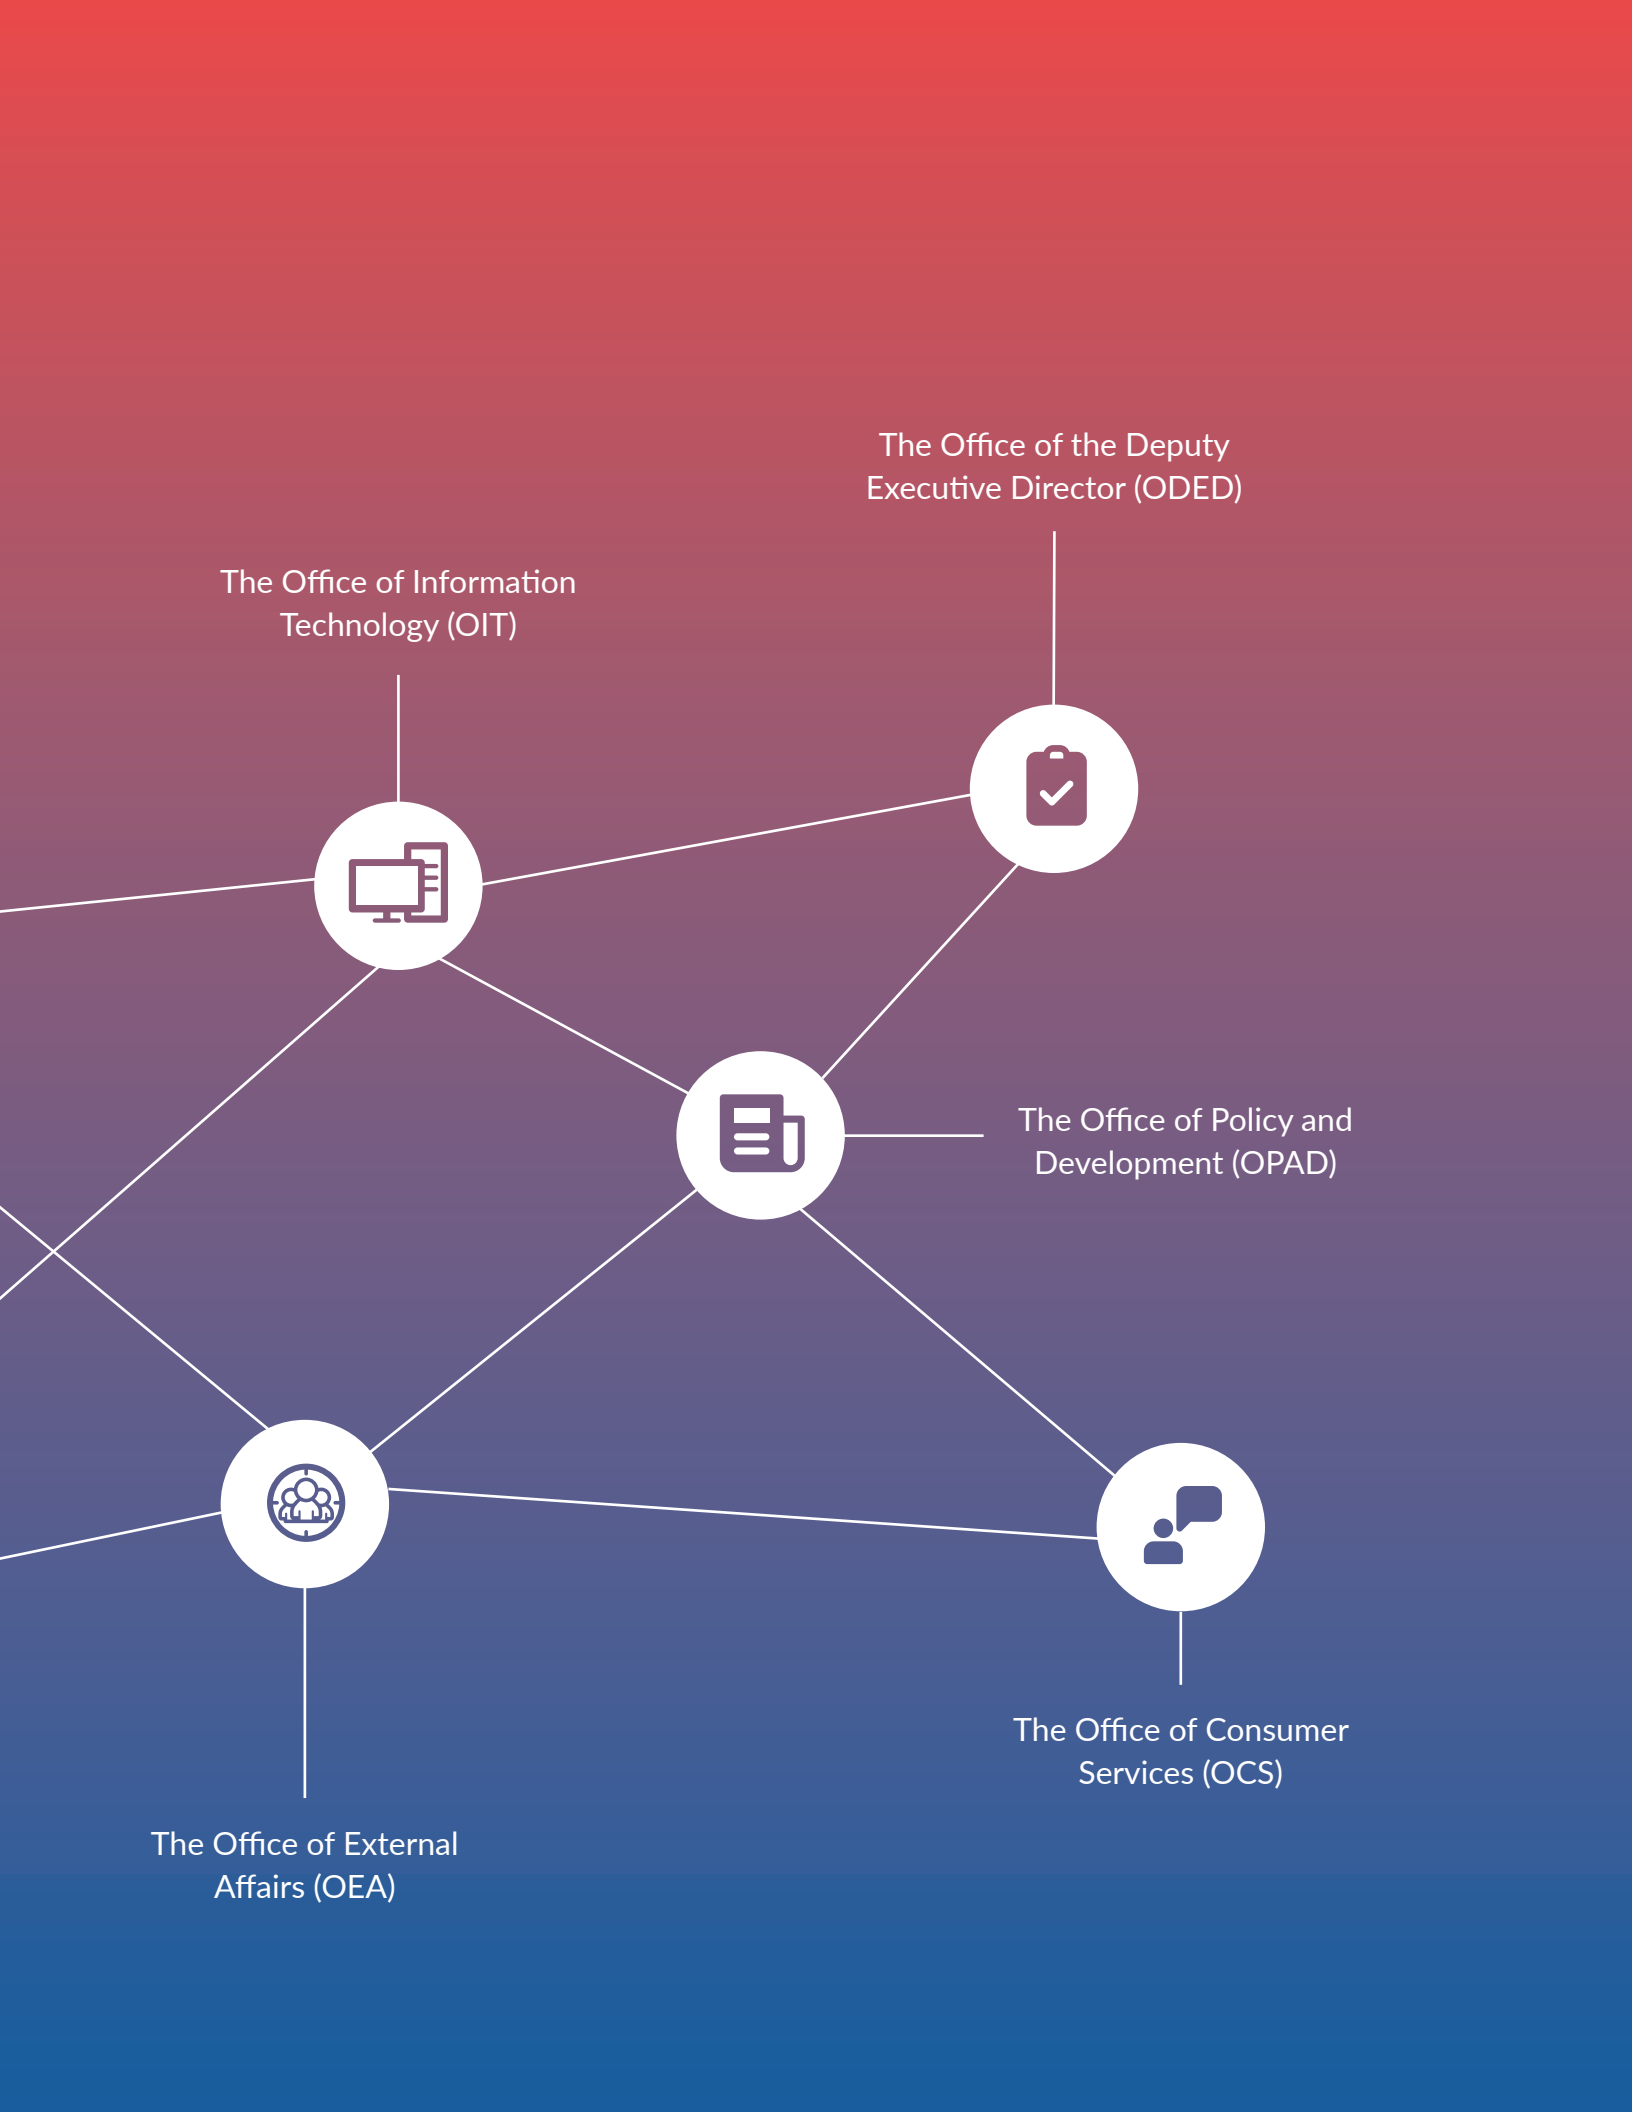 The Office of the Deputy
Executive Director (ODED)
The Office of Information
Technology (OIT)
The Office of Policy and
Development (OPAD)
The Office of Consumer
Services (OCS)
The Office of External
Affairs (OEA)